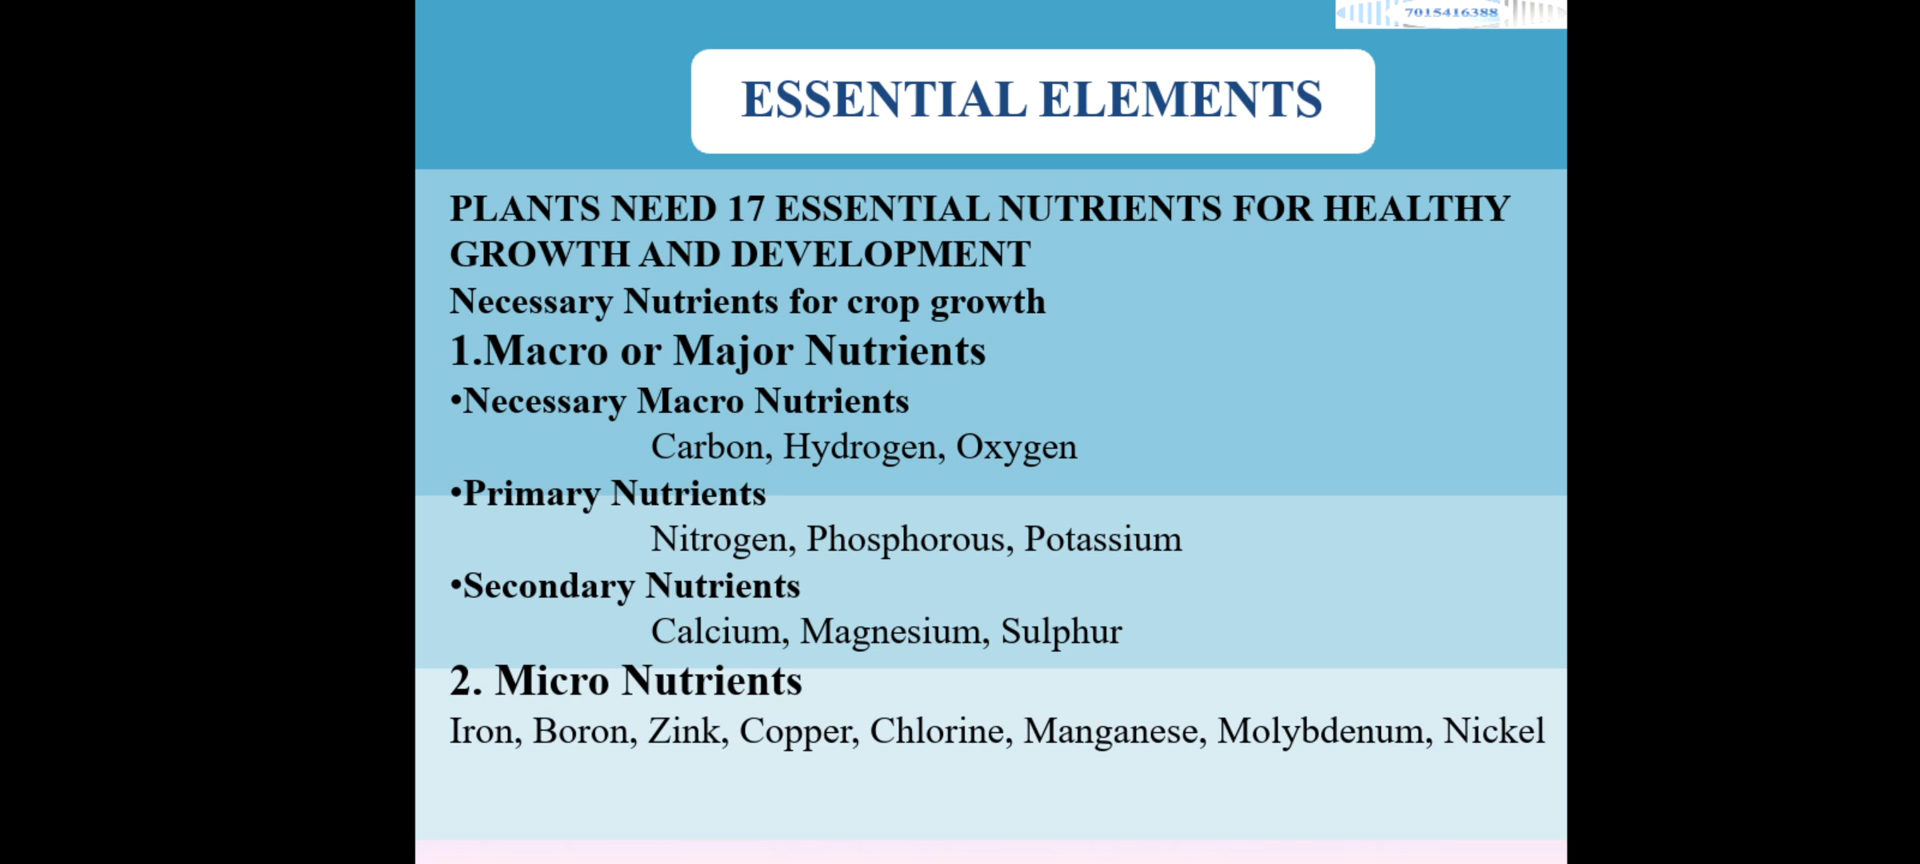 7015416388
ESSENTIAL ELEMENTS
PLANTS NEED 17 ESSENTIAL NUTRIENTS FOR HEALTHY
GROWTH AND DEVELOPMENT
Necessary Nutrients for crop growth
1.Macro or Major Nutrients
•Necessary Macro Nutrients
Carbon, Hydrogen, Oxygen
•Primary Nutrients
Nitrogen, Phosphorous, Potassium
•Secondary Nutrients
Calcium, Magnesium, Sulphur
2. Micro Nutrients
Iron, Boron, Zink, Copper, Chlorine, Manganese, Molybdenum, Nickel